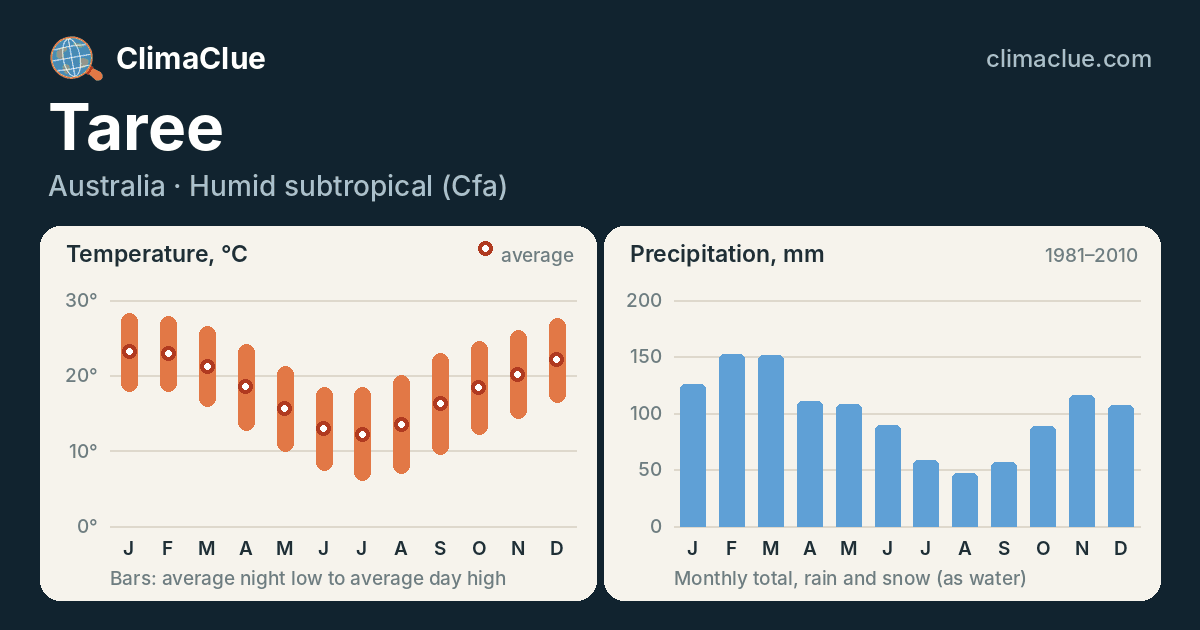 ClimaClue
climaclue.com
Taree
Australia · Humid subtropical (Cfa)
Temperature, °C
average
30°
20°
10°
0°
J F M A M J J A S O N D
Bars: average night low to average day high
Precipitation, mm
1981–2010
200
150
100
50
0
J F M A M J J A S O N D
Monthly total, rain and snow (as water)